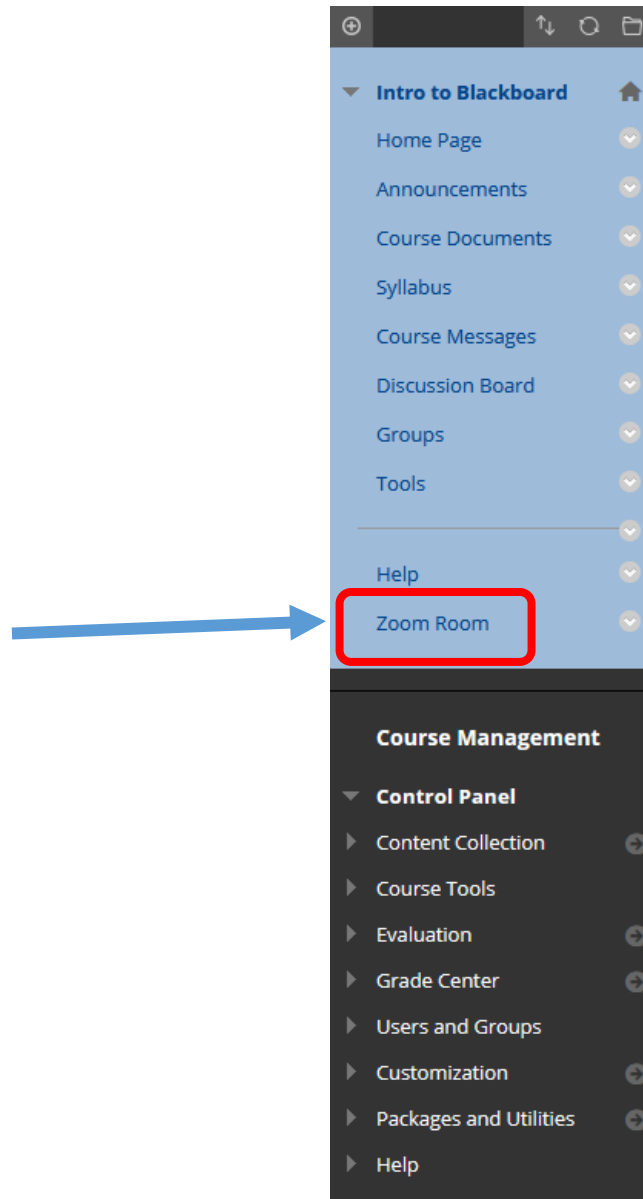 Intro to Blackboard
Home Page
Announcements
Course Documents
Syllabus
Course Messages
Discussion Board
Groups
Tools
Help
Zoom Room
Course Management
Control Panel
Content Collection
Course Tools
Evaluation
Grade Center
Users and Groups
Customization
Packages and Utilities
Help